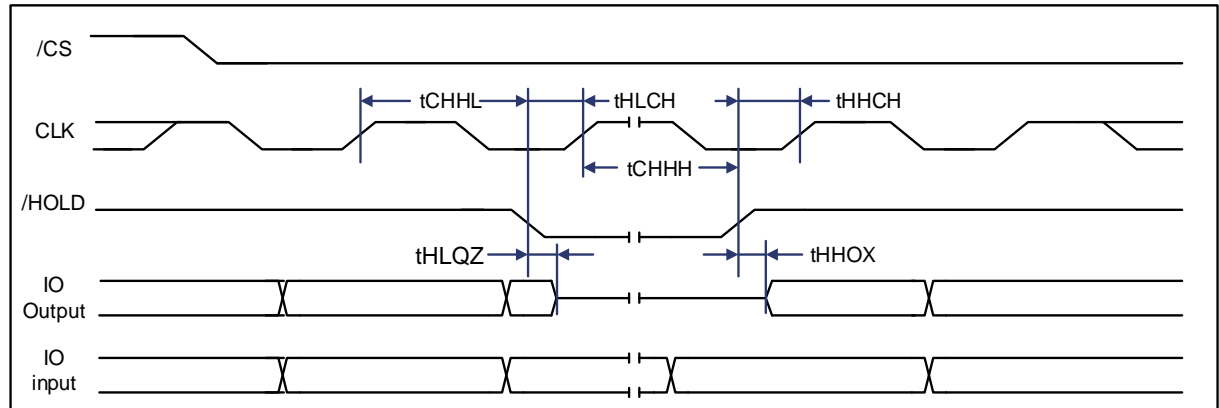 /CS
tCHHL
tHLCH
tHHCH
CLK
tCHHH
/HOLD
tHLQZ
tHHOX
IO
Output
IO
input